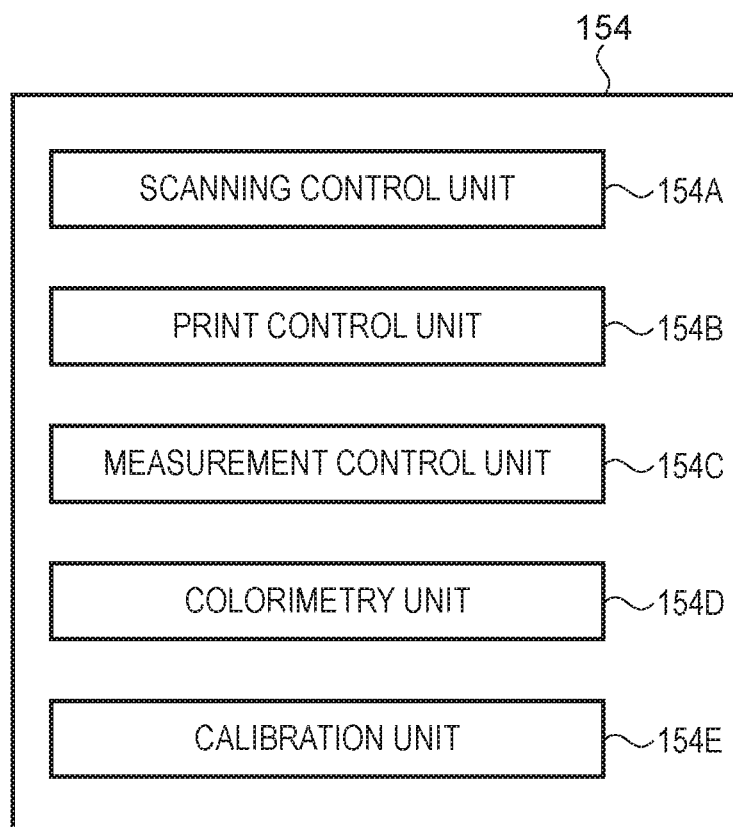 154
SCANNING CONTROL UNIT 154A
PRINT CONTROL UNIT 154B
MEASUREMENT CONTROL UNIT 154C
COLORIMETRY UNIT 154D
CALIBRATION UNIT 154E